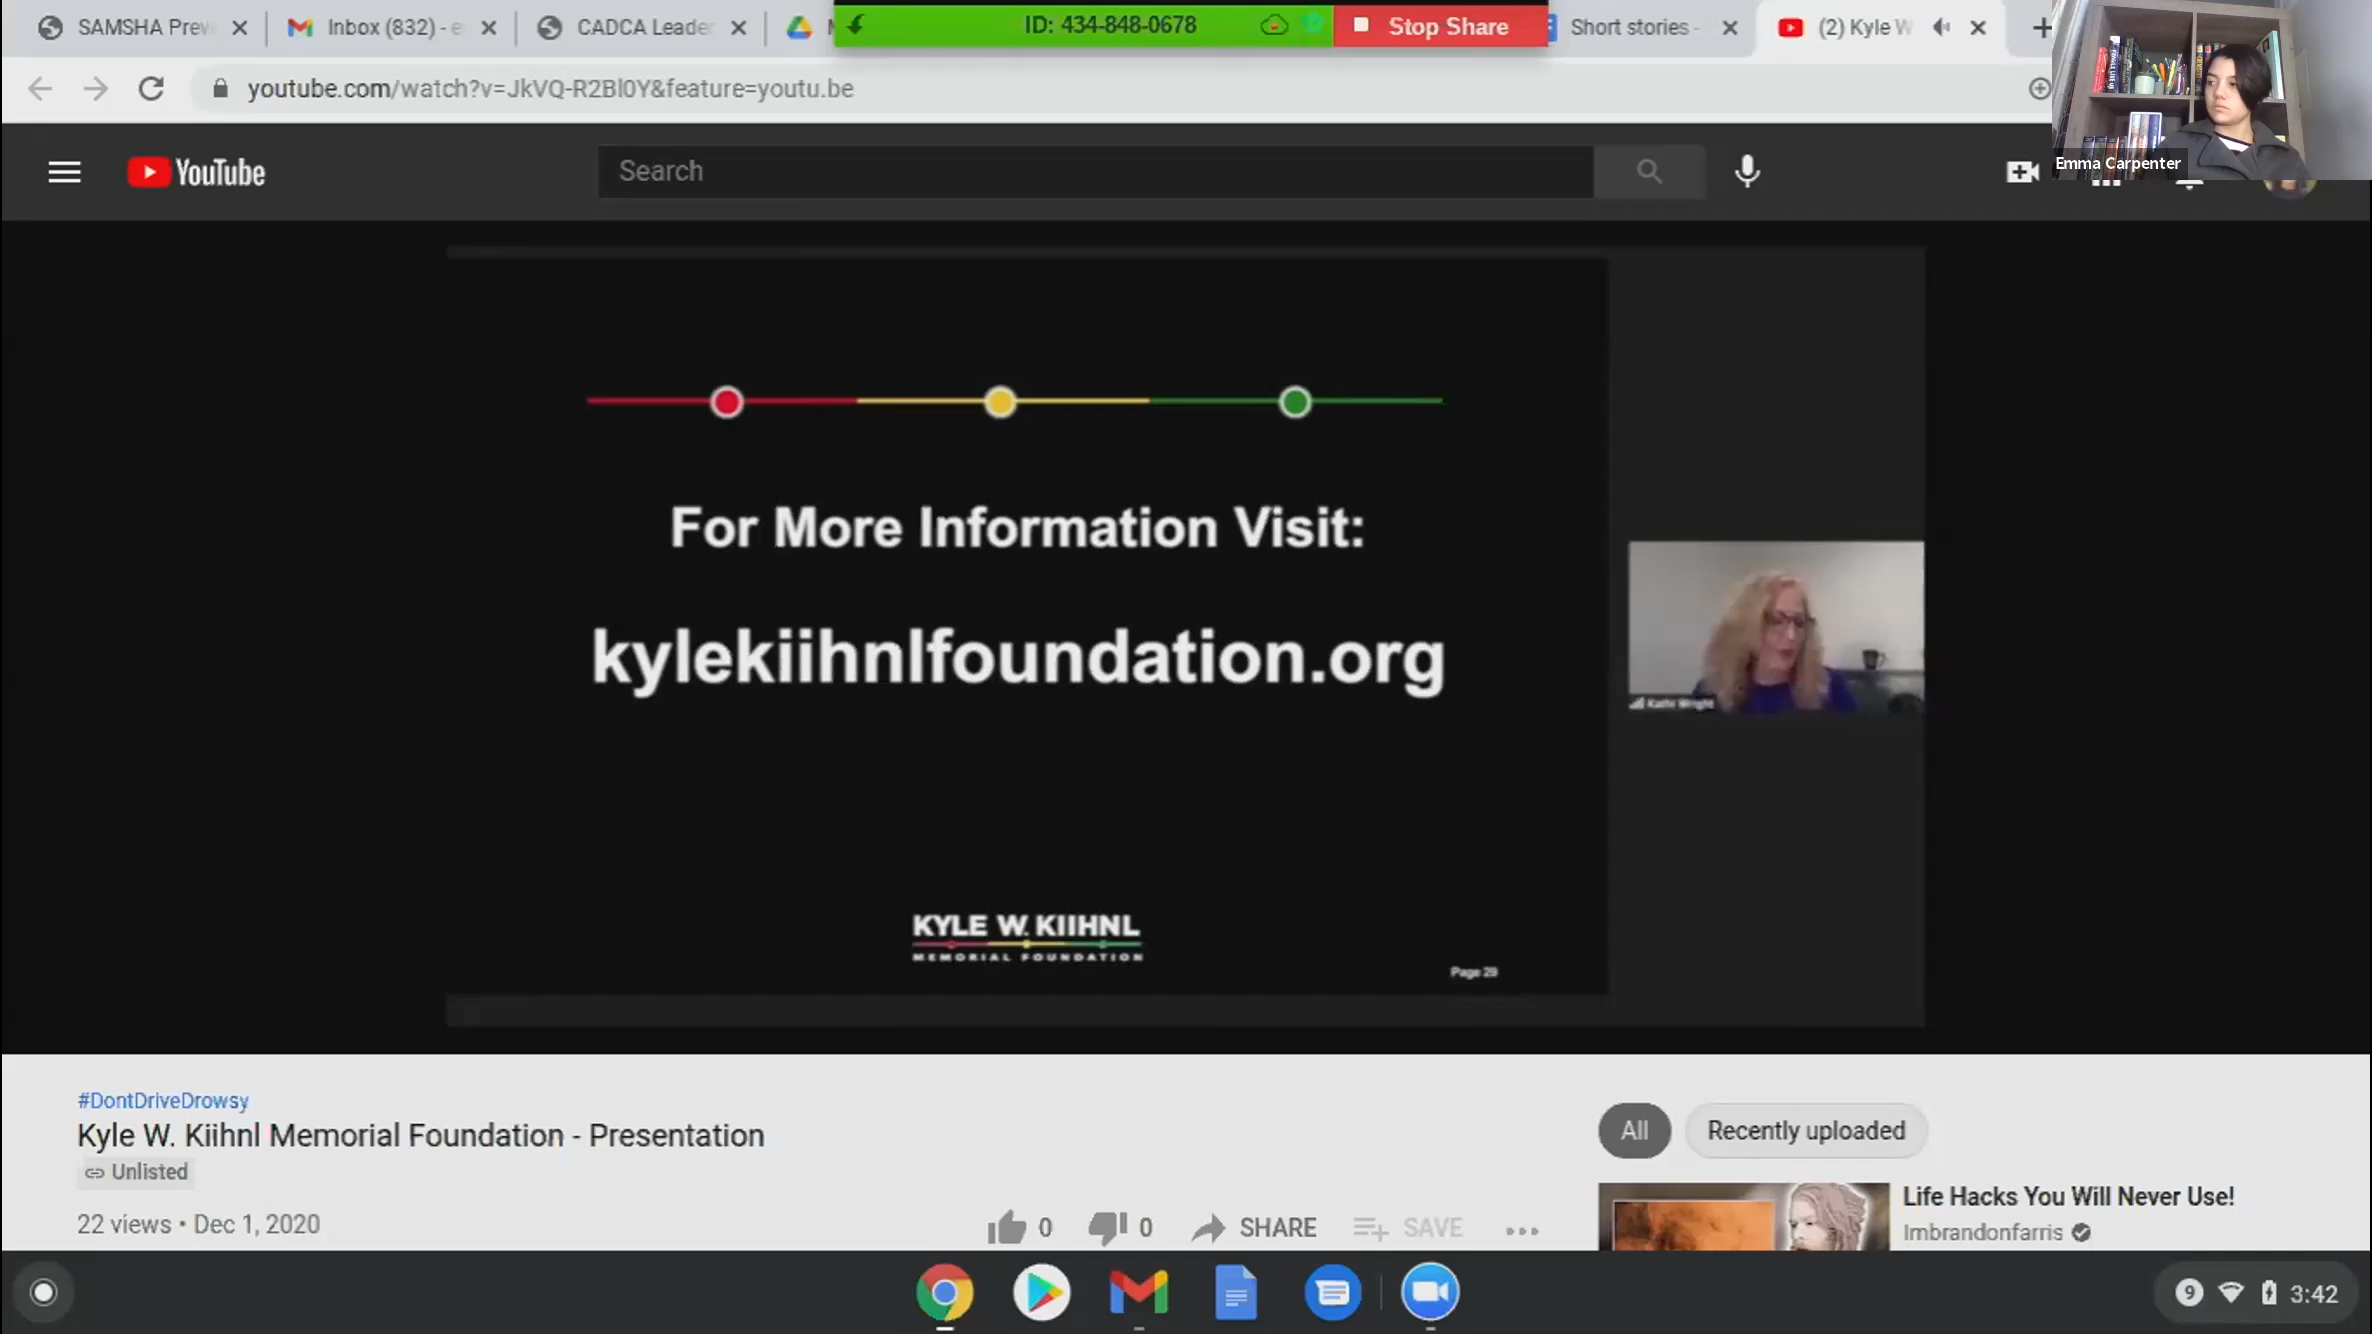 SAMSHA Prev
Inbox (832) - e
CADCA Leader
ID: 434-848-0678
Stop Share
Short stories -
(2) Kyle W
youtube.com/watch?v=JkVQ-R2Bl0Y&feature=youtu.be
Emma Carpenter
YouTube
Search
For More Information Visit:
kylekiihnlfoundation.org
Kathi Wright
KYLE W. KIIHNL
MEMORIAL FOUNDATION
Page 29
#DontDriveDrowsy
Kyle W. Kiihnl Memorial Foundation - Presentation
Unlisted
22 views • Dec 1, 2020
0
0
SHARE
SAVE
All
Recently uploaded
Life Hacks You Will Never Use!
Imbrandonfarris
9
3:42